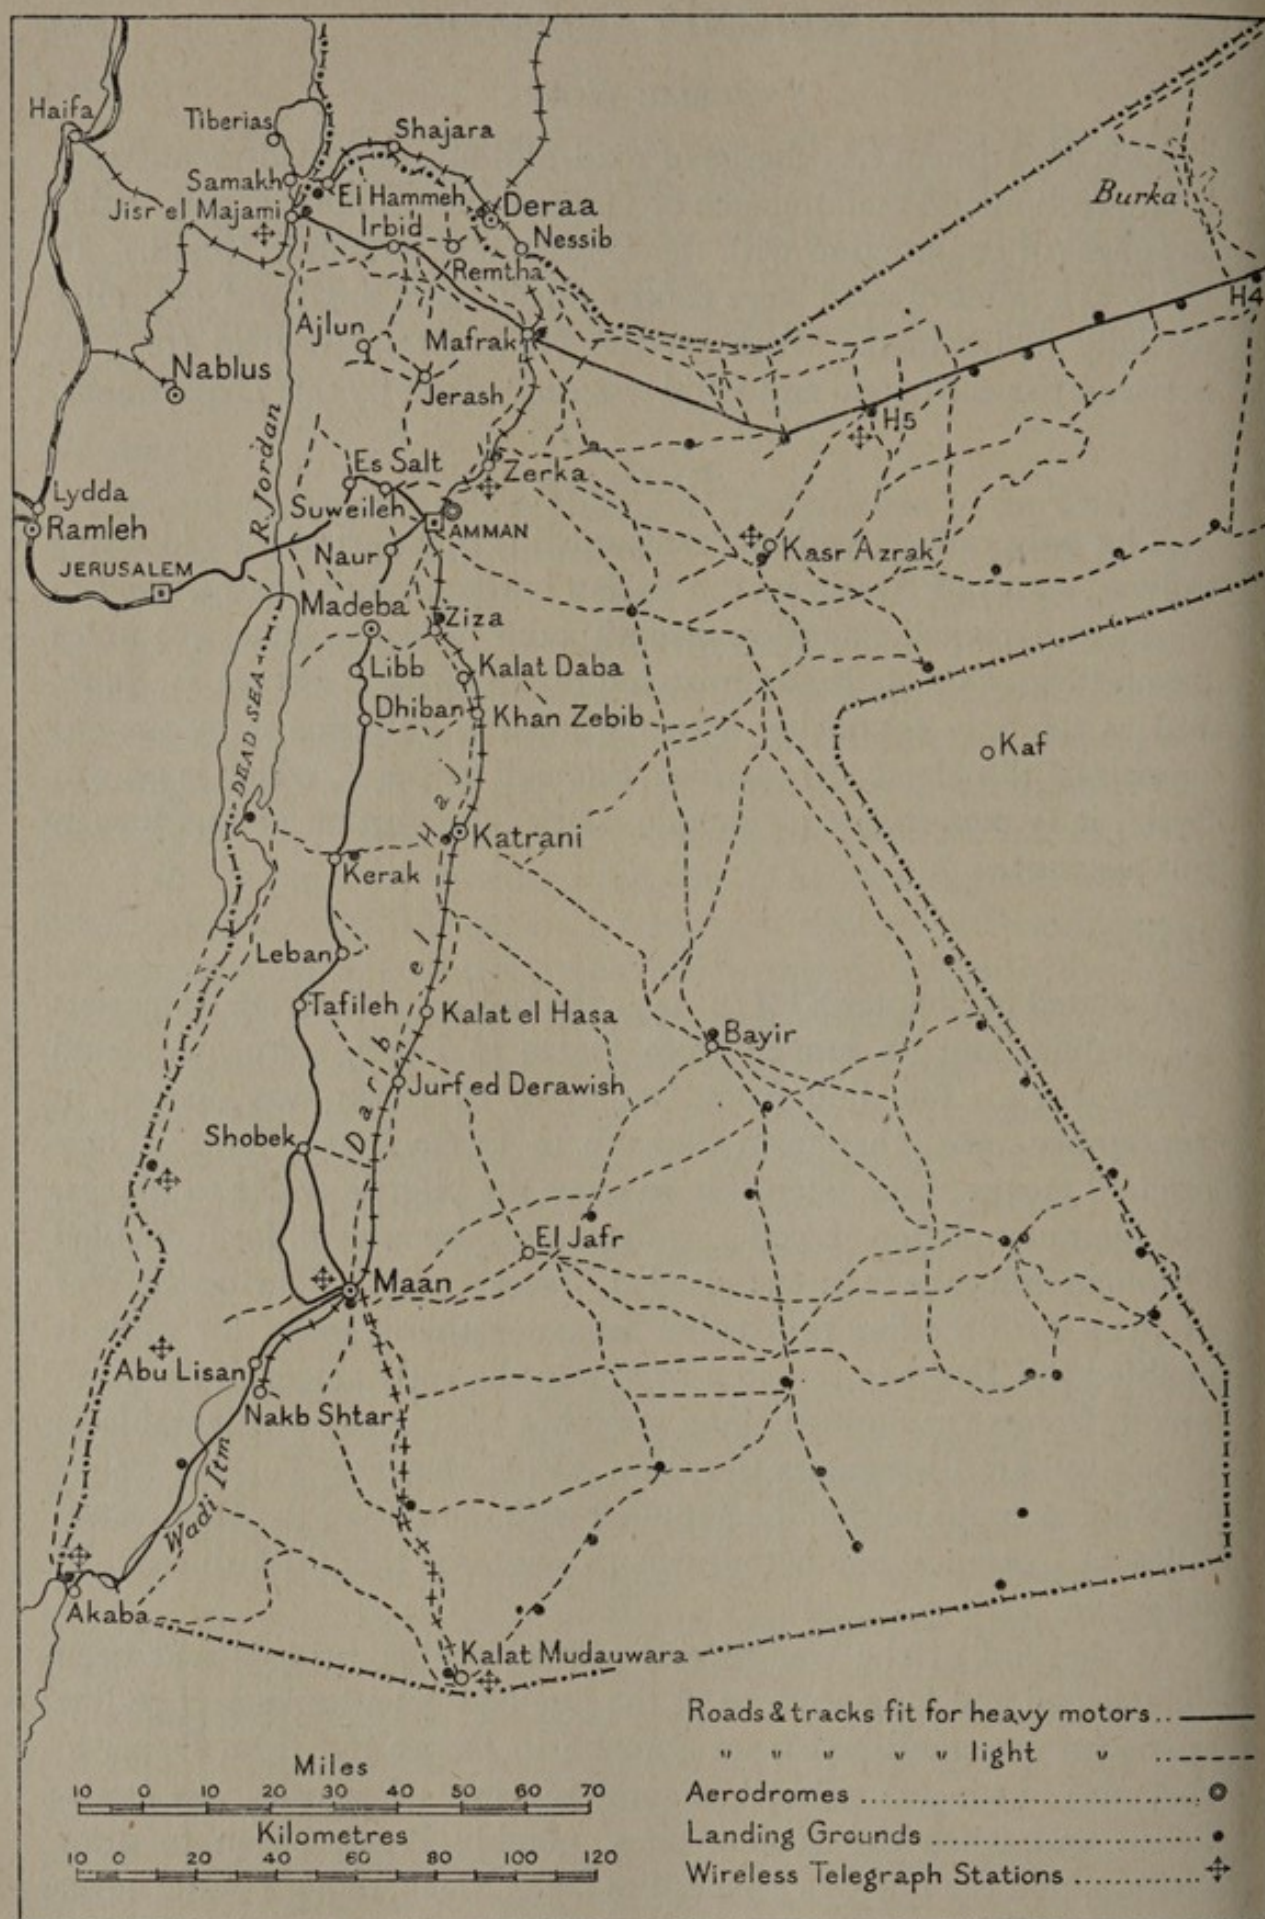 Haifa
Tiberias
Shajara
Samakh
El Hammeh
Jisr el Majami
Irbid
Deraa
Nessib
Remtha
Burka
H4
Ajlun
Mafrak
Nablus
Jerash
H5
R. Jordan
Es Salt
Zerka
Lydda
Suweileh
Ramleh
AMMAN
Naur
Kasr Azrak
JERUSALEM
Madeba
Ziza
Libb
Kalat Daba
DEAD SEA
Dhiban
Khan Zebib
Kaf
Katrani
Kerak
Darb el Haj
Leban
Tafileh
Kalat el Hasa
Bayir
Jurf ed Derawish
Shobek
El Jafr
Maan
Abu Lisan
Nakb Shtar
Wadi Itm
Akaba
Kalat Mudauwara
Roads & tracks fit for heavy motors..
" " " " " light " ..
Aerodromes ...................................
Landing Grounds ...........................
Wireless Telegraph Stations .............
Miles
10 0 10 20 30 40 50 60 70
Kilometres
10 0 20 40 60 80 100 120